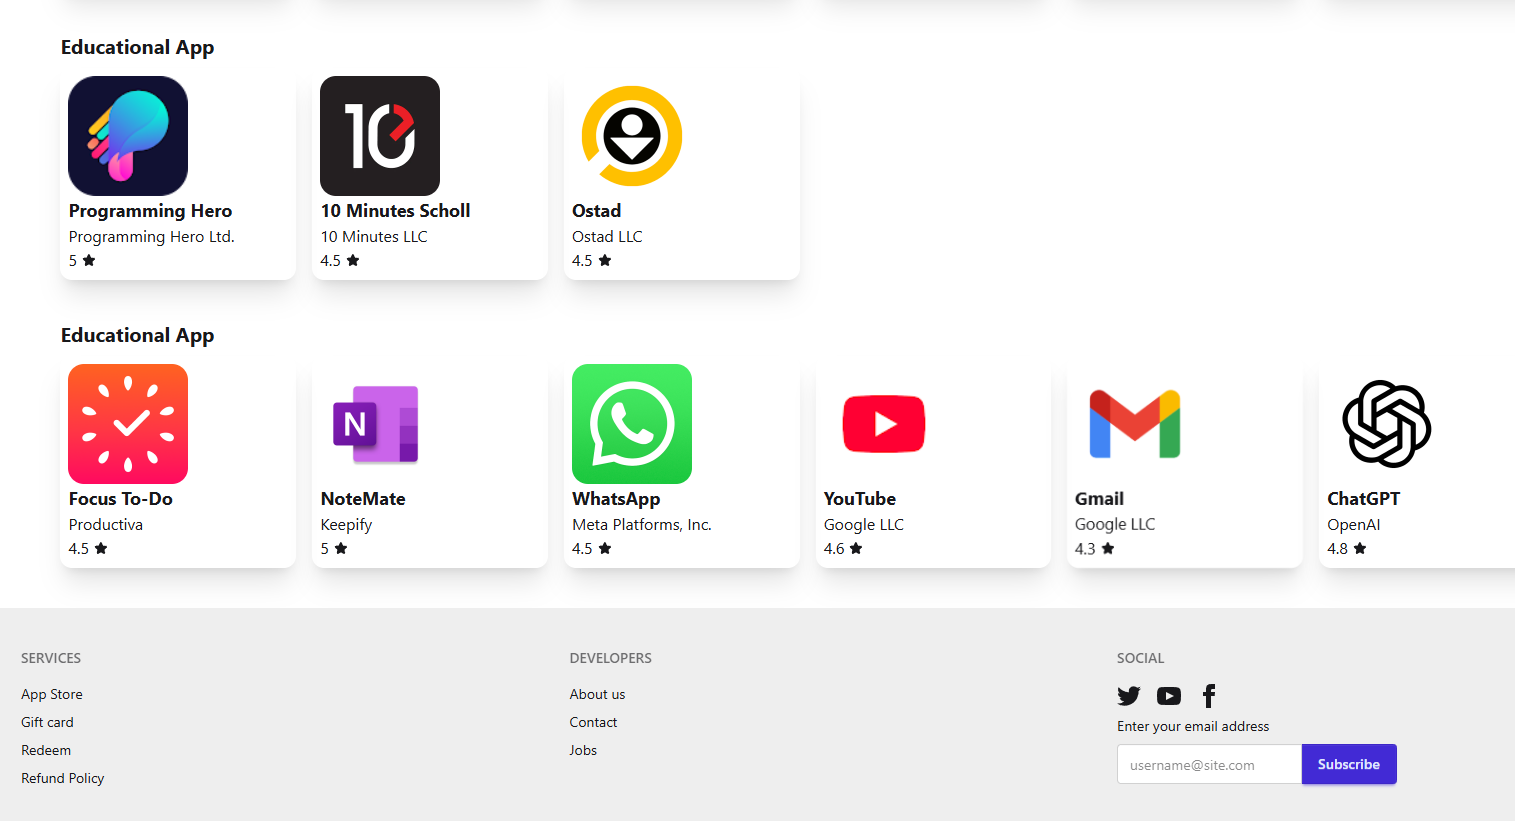 Educational App
Programming Hero
Programming Hero Ltd.
5
10 Minutes Scholl
10 Minutes LLC
4.5
Ostad
Ostad LLC
4.5
Educational App
Focus To-Do
Productiva
4.5
N
NoteMate
Keepify
5
WhatsApp
Meta Platforms, Inc.
4.5
YouTube
Google LLC
4.6
Gmail
Google LLC
4.3
ChatGPT
OpenAI
4.8
SERVICES
App Store
Gift card
Redeem
Refund Policy
DEVELOPERS
About us
Contact
Jobs
SOCIAL
Enter your email address
username@site.com
Subscribe